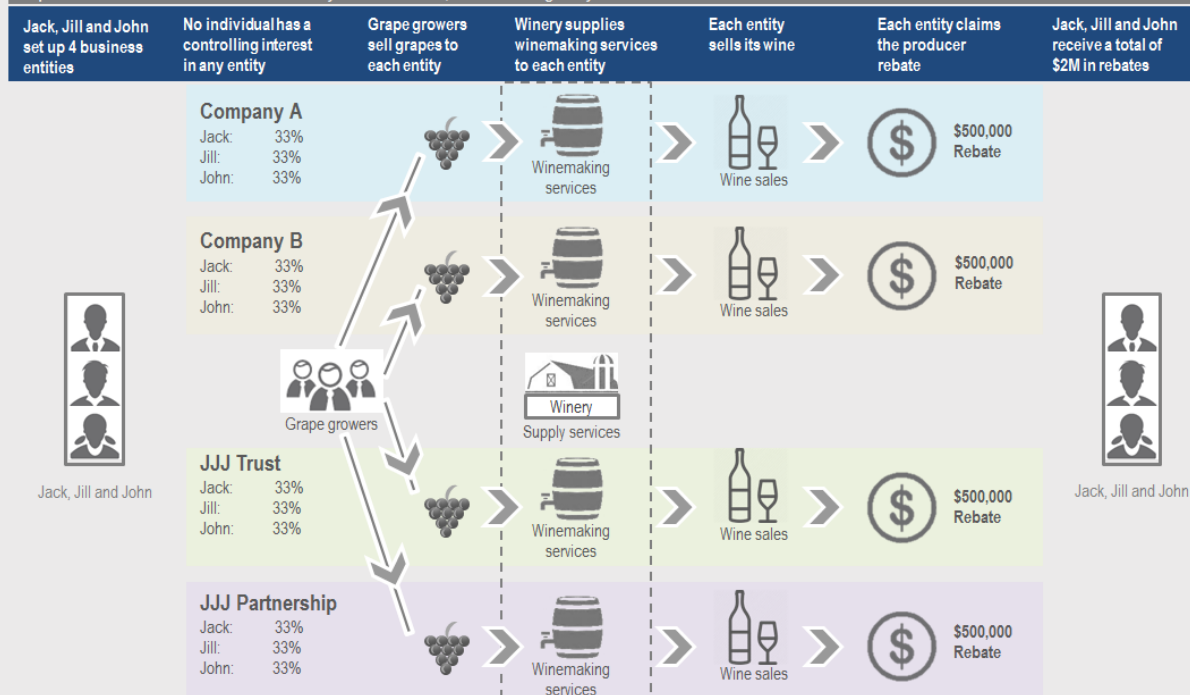 Jack, Jill and John
set up 4 business
entities
No individual has a
controlling interest
in any entity
Grape growers
sell grapes to
each entity
Winery supplies
winemaking services
to each entity
Each entity
sells its wine
Each entity claims
the producer
rebate
Jack, Jill and John
receive a total of
$2M in rebates
Company A
Jack: 33%
Jill: 33%
John: 33%
Winemaking
services
Wine sales
$500,000
Rebate
Company B
Jack: 33%
Jill: 33%
John: 33%
Winemaking
services
Wine sales
$500,000
Rebate
Jack, Jill and John
Grape growers
Winery
Supply services
Jack, Jill and John
JJJ Trust
Jack: 33%
Jill: 33%
John: 33%
Winemaking
services
Wine sales
$500,000
Rebate
JJJ Partnership
Jack: 33%
Jill: 33%
John: 33%
Winemaking
services
Wine sales
$500,000
Rebate